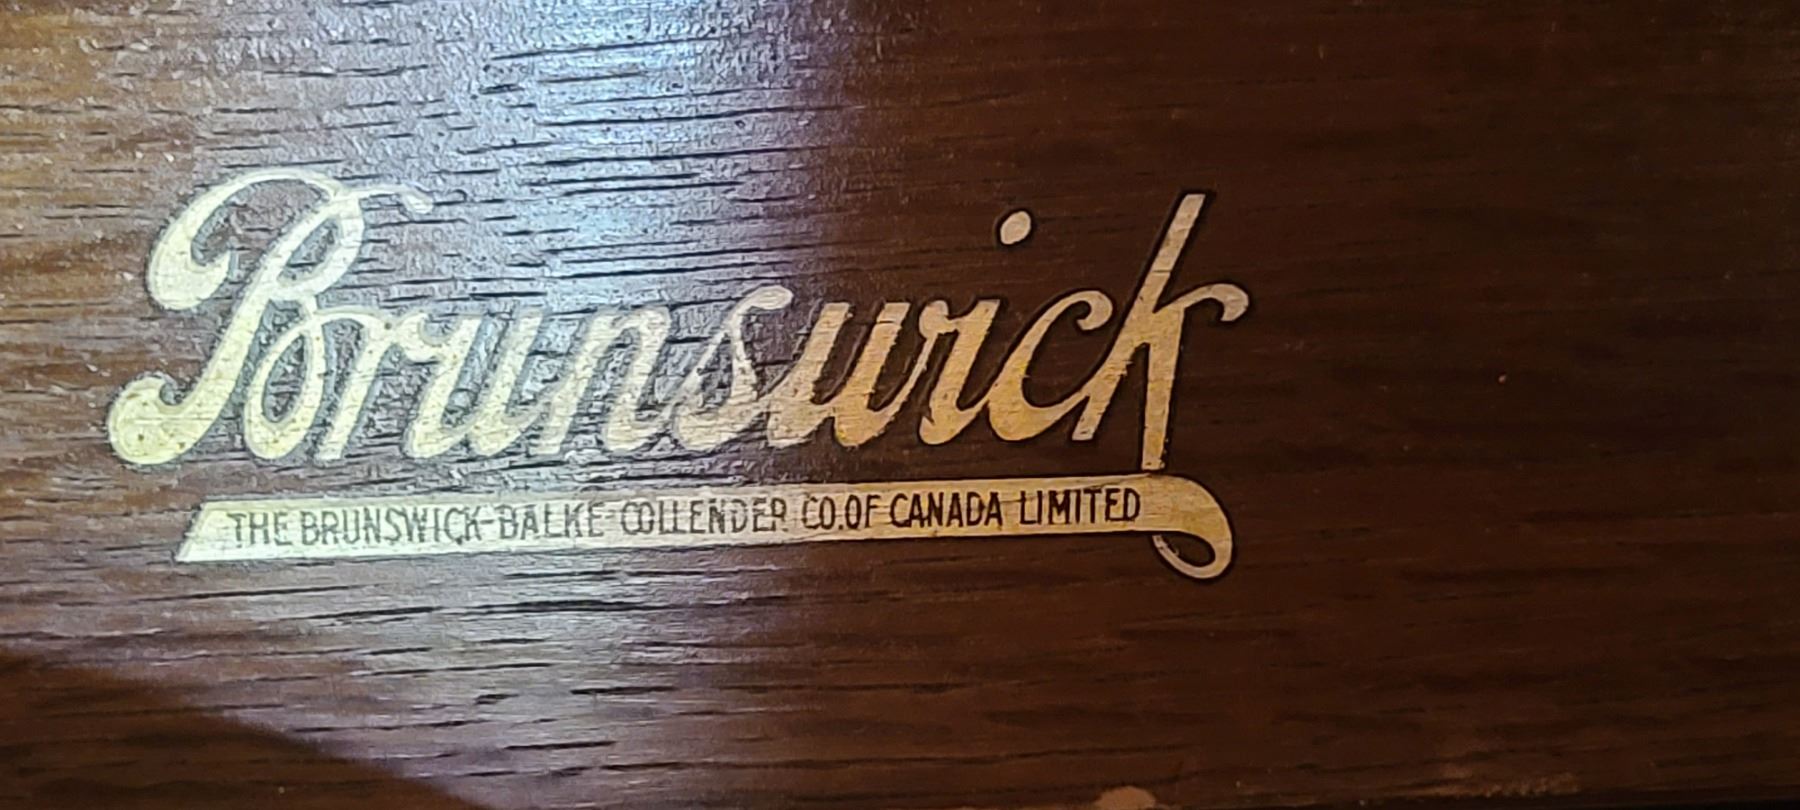 Brunswick
THE BRUNSWICK-BALKE-COLLENDER CO. OF CANADA LIMITED